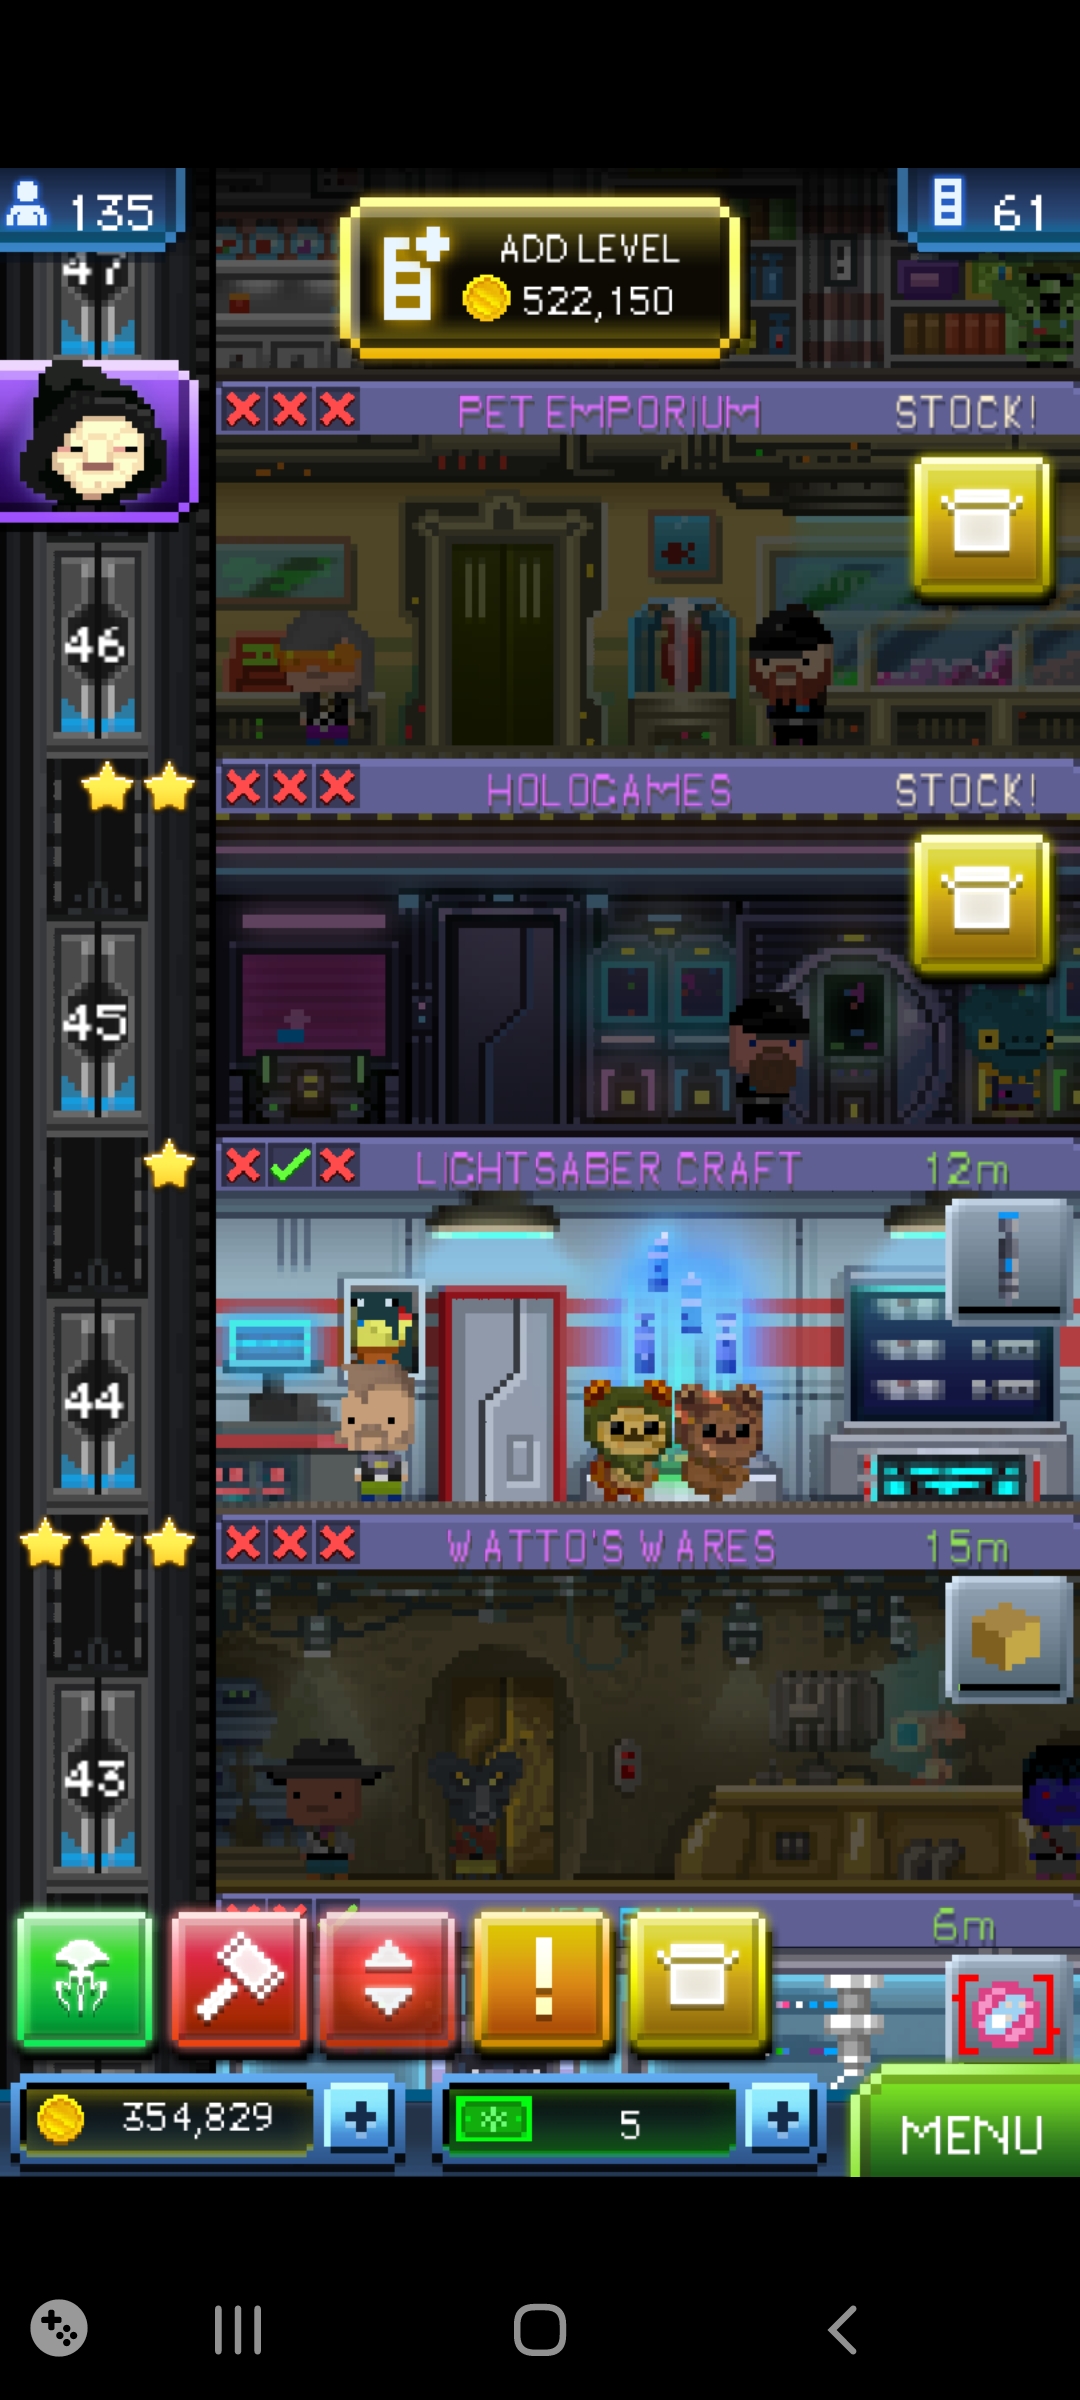 135
61
ADD LEVEL
522,150
47
PET EMPORIUM STOCK!
46
HOLOGAMES STOCK!
45
LIGHTSABER CRAFT 12m
44
WATTO'S WARES 15m
43
6m
354,829
5
MENU